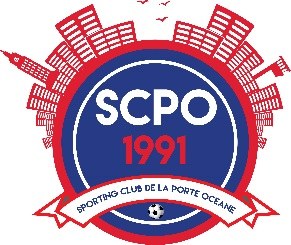 SCPO
1991
SPORTING CLUB DE LA PORTE OCEANE